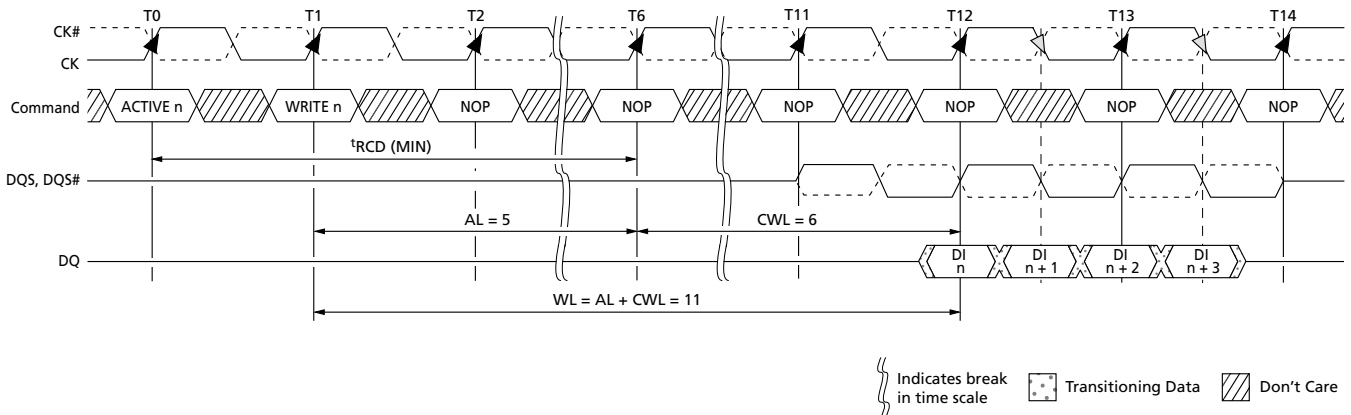 T0 T1 T2 T6 T11 T12 T13 T14
CK#
CK
Command ACTIVE n WRITE n NOP NOP NOP NOP NOP NOP
tRCD (MIN)
DQS, DQS#
AL = 5 CWL = 6
DQ DI n DI n + 1 DI n + 2 DI n + 3
WL = AL + CWL = 11
Indicates break in time scale Transitioning Data Don't Care